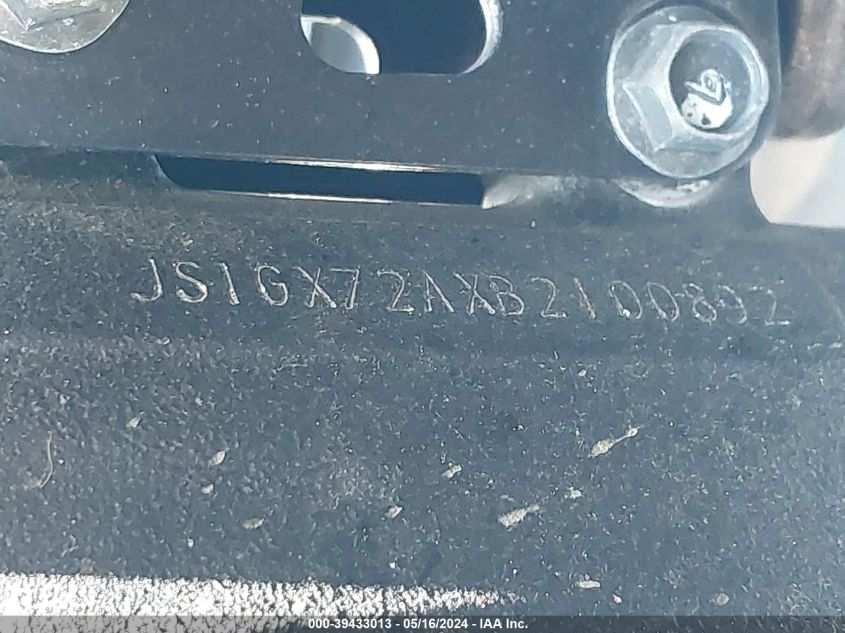 JS1GX72AXB2100892
000-39433013 - 05/16/2024 - IAA Inc.